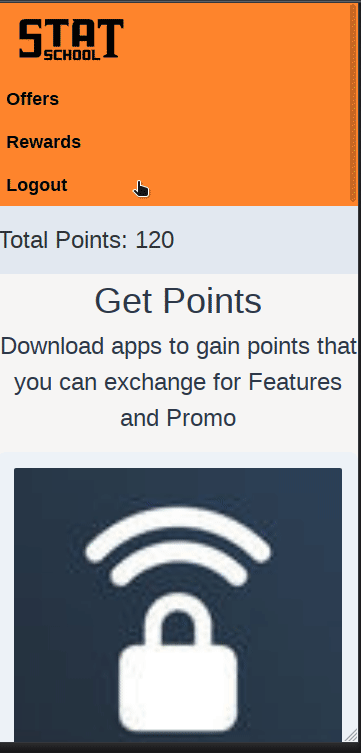 STAT
SCHOOL
Offers
Rewards
Logout
Total Points: 120
Get Points
Download apps to gain points that
you can exchange for Features
and Promo